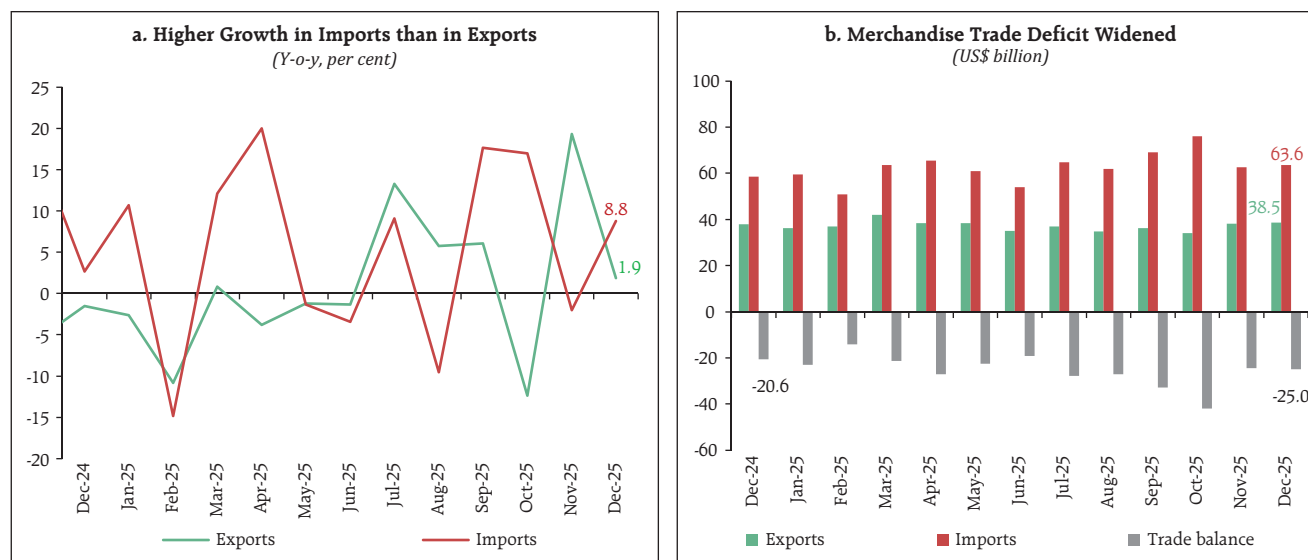 a. Higher Growth in Imports than in Exports
(Y-o-y, per cent)
25
20
15
10
5
0
-5
-10
-15
-20
8.8
1.9
Dec-24
Jan-25
Feb-25
Mar-25
Apr-25
May-25
Jun-25
Jul-25
Aug-25
Sep-25
Oct-25
Nov-25
Dec-25
Exports
Imports
b. Merchandise Trade Deficit Widened
(US$ billion)
100
80
60
40
20
0
-20
-40
-60
63.6
38.5
-20.6
-25.0
Dec-24
Jan-25
Feb-25
Mar-25
Apr-25
May-25
Jun-25
Jul-25
Aug-25
Sep-25
Oct-25
Nov-25
Dec-25
Exports
Imports
Trade balance